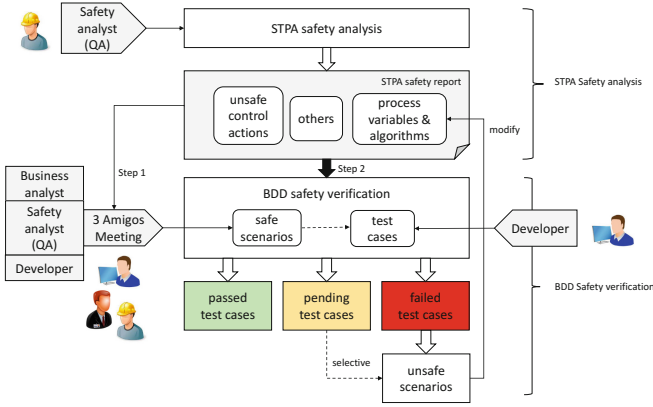 Safety
analyst
(QA)
STPA safety analysis
STPA safety report
unsafe
control
actions
others
process
variables &
algorithms
STPA Safety analysis
modify
Step 1
Step 2
Business
analyst
Safety
analyst
(QA)
Developer
3 Amigos
Meeting
BDD safety verification
safe
scenarios
test
cases
Developer
passed
test cases
pending
test cases
failed
test cases
BDD Safety verification
selective
unsafe
scenarios